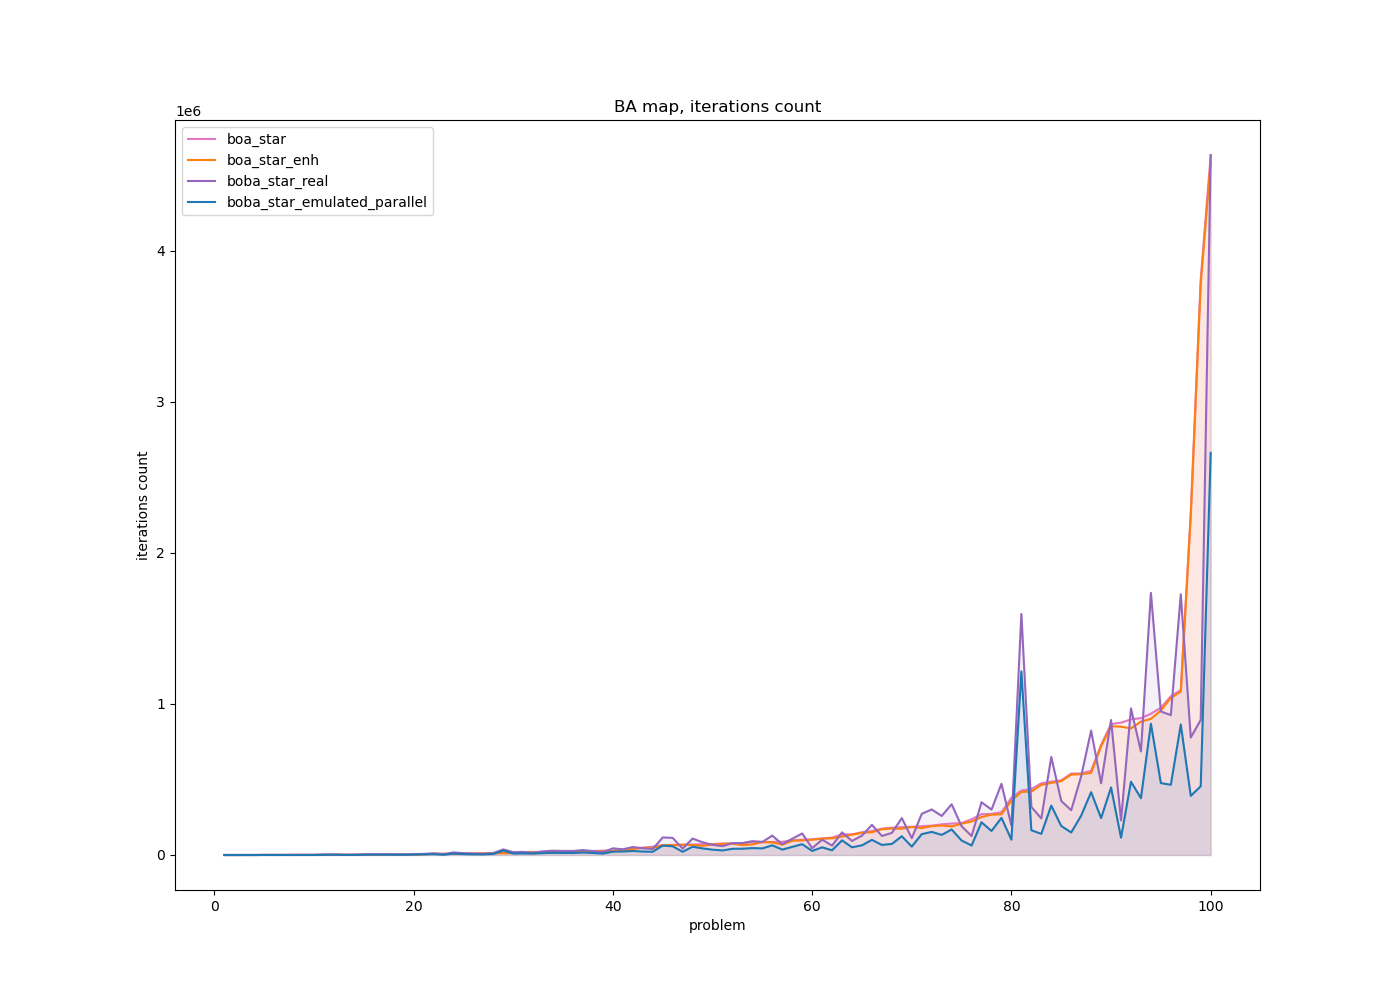 BA map, iterations count
1e6
boa_star
boa_star_enh
boba_star_real
boba_star_emulated_parallel
4
3
2
1
0
iterations count
0 20 40 60 80 100
problem